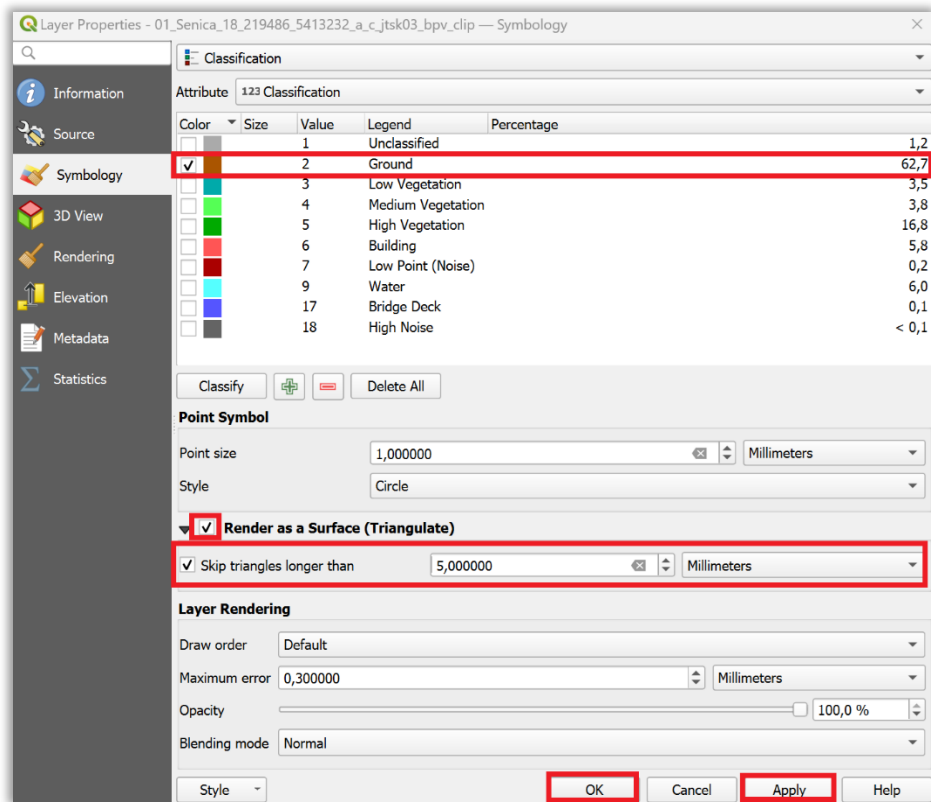 Layer Properties - 01_Senica_18_219486_5413232_a_c_jtsk03_bpv_clip — Symbology
Classification
Information
Source
Symbology
3D View
Rendering
Elevation
Metadata
Statistics
Attribute 123 Classification
Color Size Value Legend Percentage
1 Unclassified 1,2
2 Ground 62,7
3 Low Vegetation 3,5
4 Medium Vegetation 3,8
5 High Vegetation 16,8
6 Building 5,8
7 Low Point (Noise) 0,2
9 Water 6,0
17 Bridge Deck 0,1
18 High Noise < 0,1
Classify Delete All
Point Symbol
Point size 1,000000 Millimeters
Style Circle
Render as a Surface (Triangulate)
Skip triangles longer than 5,000000 Millimeters
Layer Rendering
Draw order Default
Maximum error 0,300000 Millimeters
Opacity 100,0 %
Blending mode Normal
Style OK Cancel Apply Help